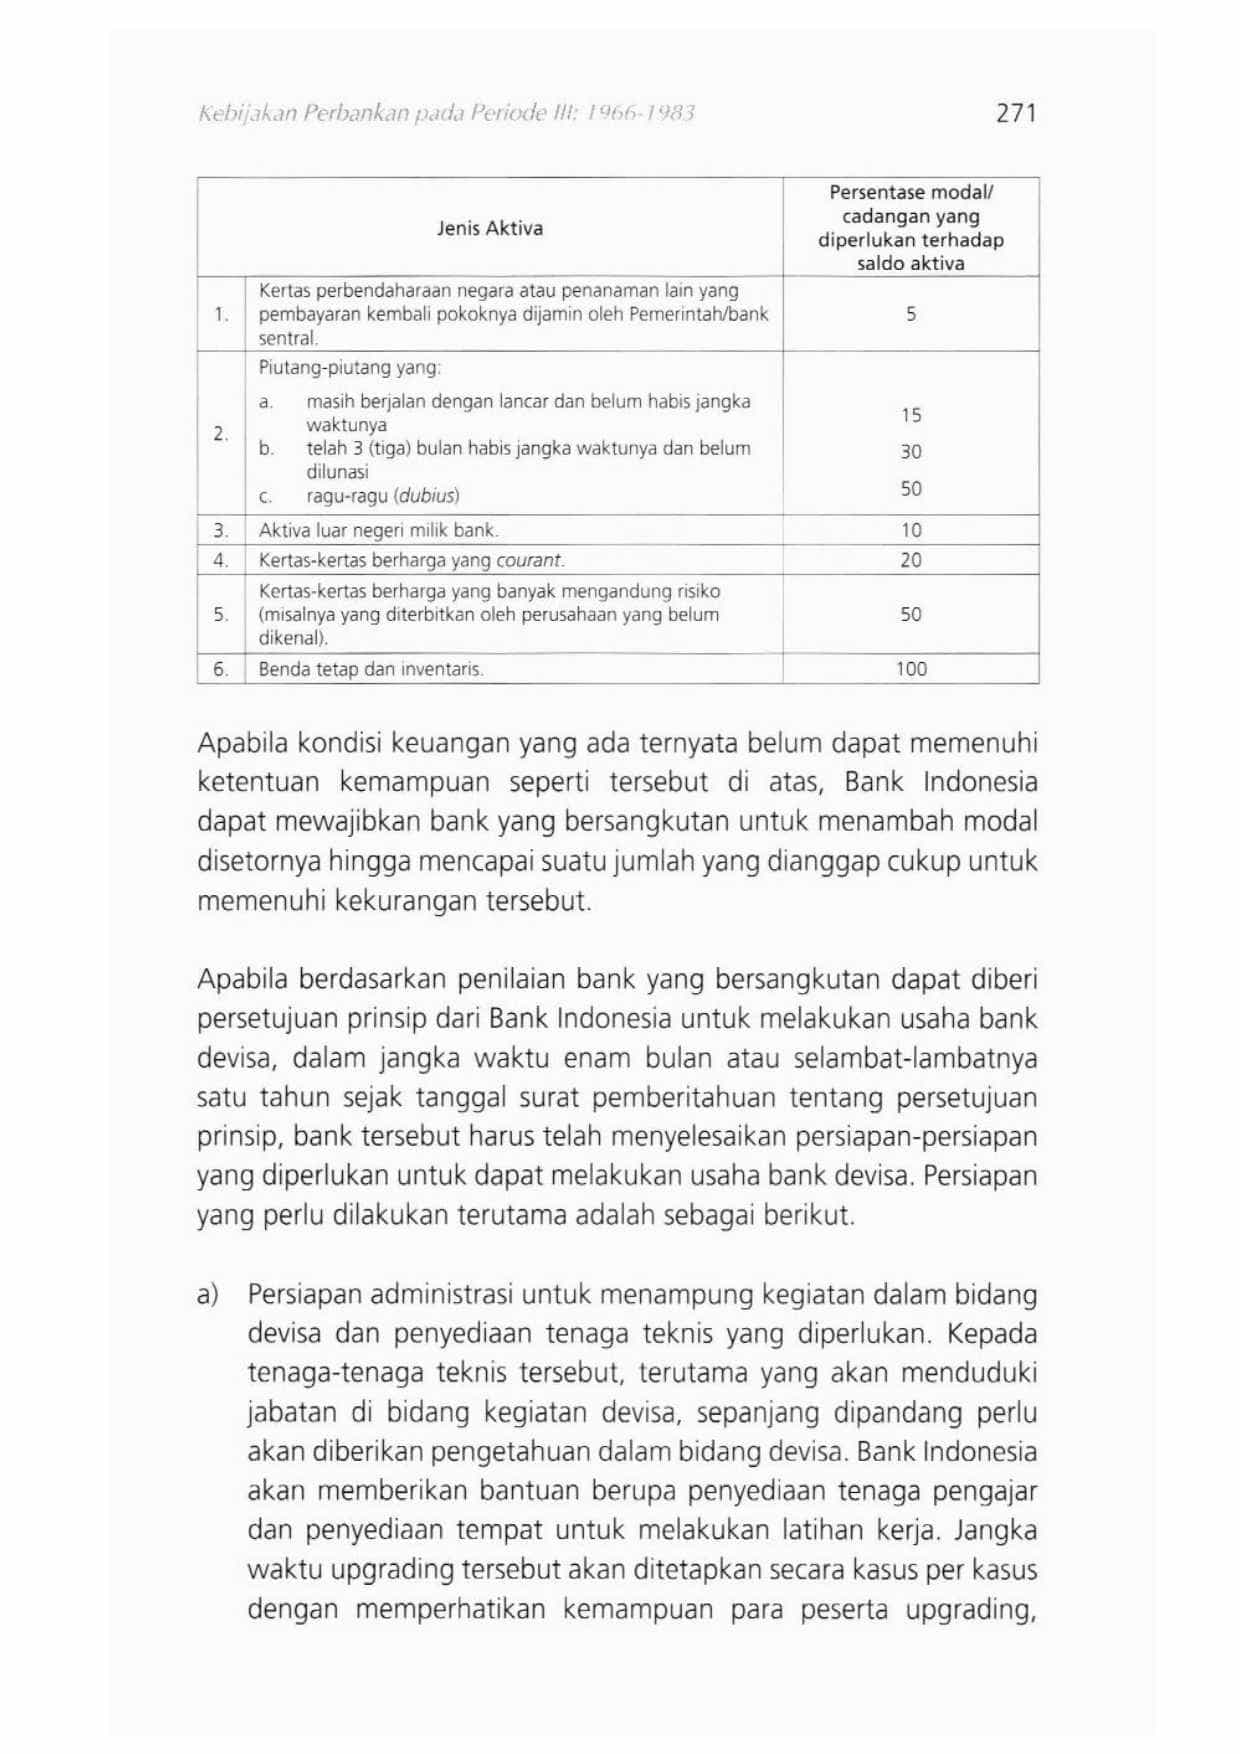 Kebijakan Perbankan pada Periode III: 1966-1983 271
Jenis Aktiva
Persentase modal/
cadangan yang
diperlukan terhadap
saldo aktiva
1. Kertas perbendaharaan negara atau penanaman lain yang
pembayaran kembali pokoknya dijamin oleh Pemerintah/bank
sentral.
5
2. Piutang-piutang yang:
a. masih berjalan dengan lancar dan belum habis jangka
waktunya
15
b. telah 3 (tiga) bulan habis jangka waktunya dan belum
dilunasi
30
c. ragu-ragu (dubius)
50
3. Aktiva luar negeri milik bank. 10
4. Kertas-kertas berharga yang courant. 20
5. Kertas-kertas berharga yang banyak mengandung risiko
(misalnya yang diterbitkan oleh perusahaan yang belum
dikenal).
50
6. Benda tetap dan inventaris. 100
Apabila kondisi keuangan yang ada ternyata belum dapat memenuhi
ketentuan kemampuan seperti tersebut di atas, Bank Indonesia
dapat mewajibkan bank yang bersangkutan untuk menambah modal
disetornya hingga mencapai suatu jumlah yang dianggap cukup untuk
memenuhi kekurangan tersebut.
Apabila berdasarkan penilaian bank yang bersangkutan dapat diberi
persetujuan prinsip dari Bank Indonesia untuk melakukan usaha bank
devisa, dalam jangka waktu enam bulan atau selambat-lambatnya
satu tahun sejak tanggal surat pemberitahuan tentang persetujuan
prinsip, bank tersebut harus telah menyelesaikan persiapan-persiapan
yang diperlukan untuk dapat melakukan usaha bank devisa. Persiapan
yang perlu dilakukan terutama adalah sebagai berikut.
a) Persiapan administrasi untuk menampung kegiatan dalam bidang
devisa dan penyediaan tenaga teknis yang diperlukan. Kepada
tenaga-tenaga teknis tersebut, terutama yang akan menduduki
jabatan di bidang kegiatan devisa, sepanjang dipandang perlu
akan diberikan pengetahuan dalam bidang devisa. Bank Indonesia
akan memberikan bantuan berupa penyediaan tenaga pengajar
dan penyediaan tempat untuk melakukan latihan kerja. Jangka
waktu upgrading tersebut akan ditetapkan secara kasus per kasus
dengan memperhatikan kemampuan para peserta upgrading,